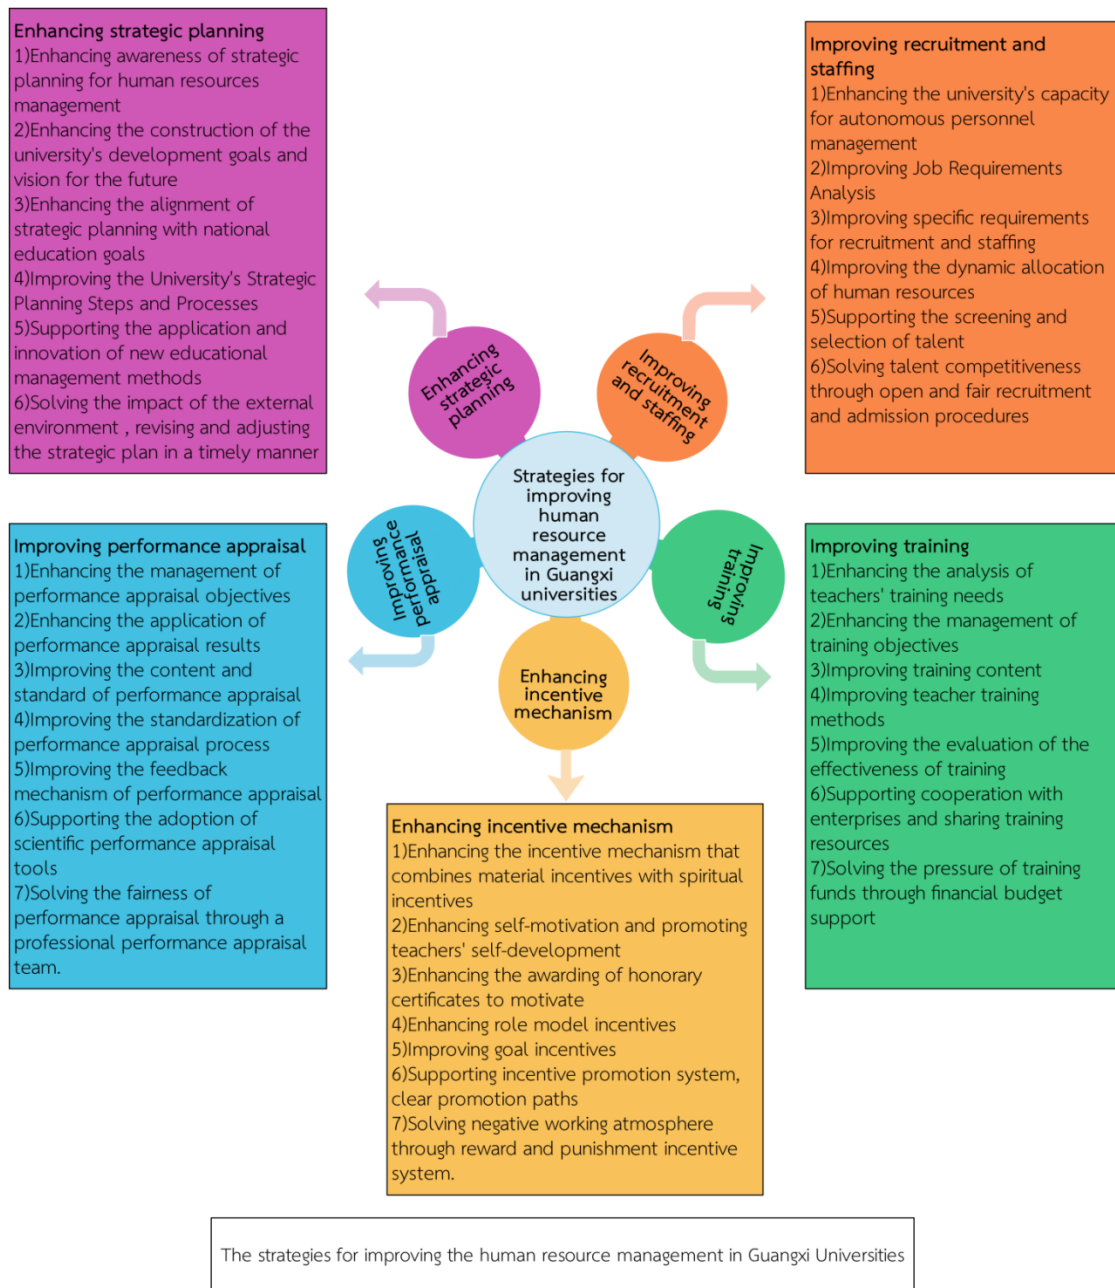 Enhancing strategic planning
1)Enhancing awareness of strategic
planning for human resources
management
2)Enhancing the construction of the
university's development goals and
vision for the future
3)Enhancing the alignment of
strategic planning with national
education goals
4)Improving the University's Strategic
Planning Steps and Processes
5)Supporting the application and
innovation of new educational
management methods
6)Solving the impact of the external
environment , revising and adjusting
the strategic plan in a timely manner
Improving recruitment and
staffing
1)Enhancing the university's capacity
for autonomous personnel
management
2)Improving Job Requirements
Analysis
3)Improving specific requirements
for recruitment and staffing
4)Improving the dynamic allocation
of human resources
5)Supporting the screening and
selection of talent
6)Solving talent competitiveness
through open and fair recruitment
and admission procedures
Enhancing
strategic
planning
Improving
recruitment
and staffing
Strategies for
improving
human
resource
management
in Guangxi
universities
Improving
performance
appraisal
Improving
training
Enhancing
incentive
mechanism
Improving performance appraisal
1)Enhancing the management of
performance appraisal objectives
2)Enhancing the application of
performance appraisal results
3)Improving the content and
standard of performance appraisal
4)Improving the standardization of
performance appraisal process
5)Improving the feedback
mechanism of performance appraisal
6)Supporting the adoption of
scientific performance appraisal
tools
7)Solving the fairness of
performance appraisal through a
professional performance appraisal
team.
Improving training
1)Enhancing the analysis of
teachers' training needs
2)Enhancing the management of
training objectives
3)Improving training content
4)Improving teacher training
methods
5)Improving the evaluation of the
effectiveness of training
6)Supporting cooperation with
enterprises and sharing training
resources
7)Solving the pressure of training
funds through financial budget
support
Enhancing incentive mechanism
1)Enhancing the incentive mechanism that
combines material incentives with spiritual
incentives
2)Enhancing self-motivation and promoting
teachers' self-development
3)Enhancing the awarding of honorary
certificates to motivate
4)Enhancing role model incentives
5)Improving goal incentives
6)Supporting incentive promotion system,
clear promotion paths
7)Solving negative working atmosphere
through reward and punishment incentive
system.
The strategies for improving the human resource management in Guangxi Universities